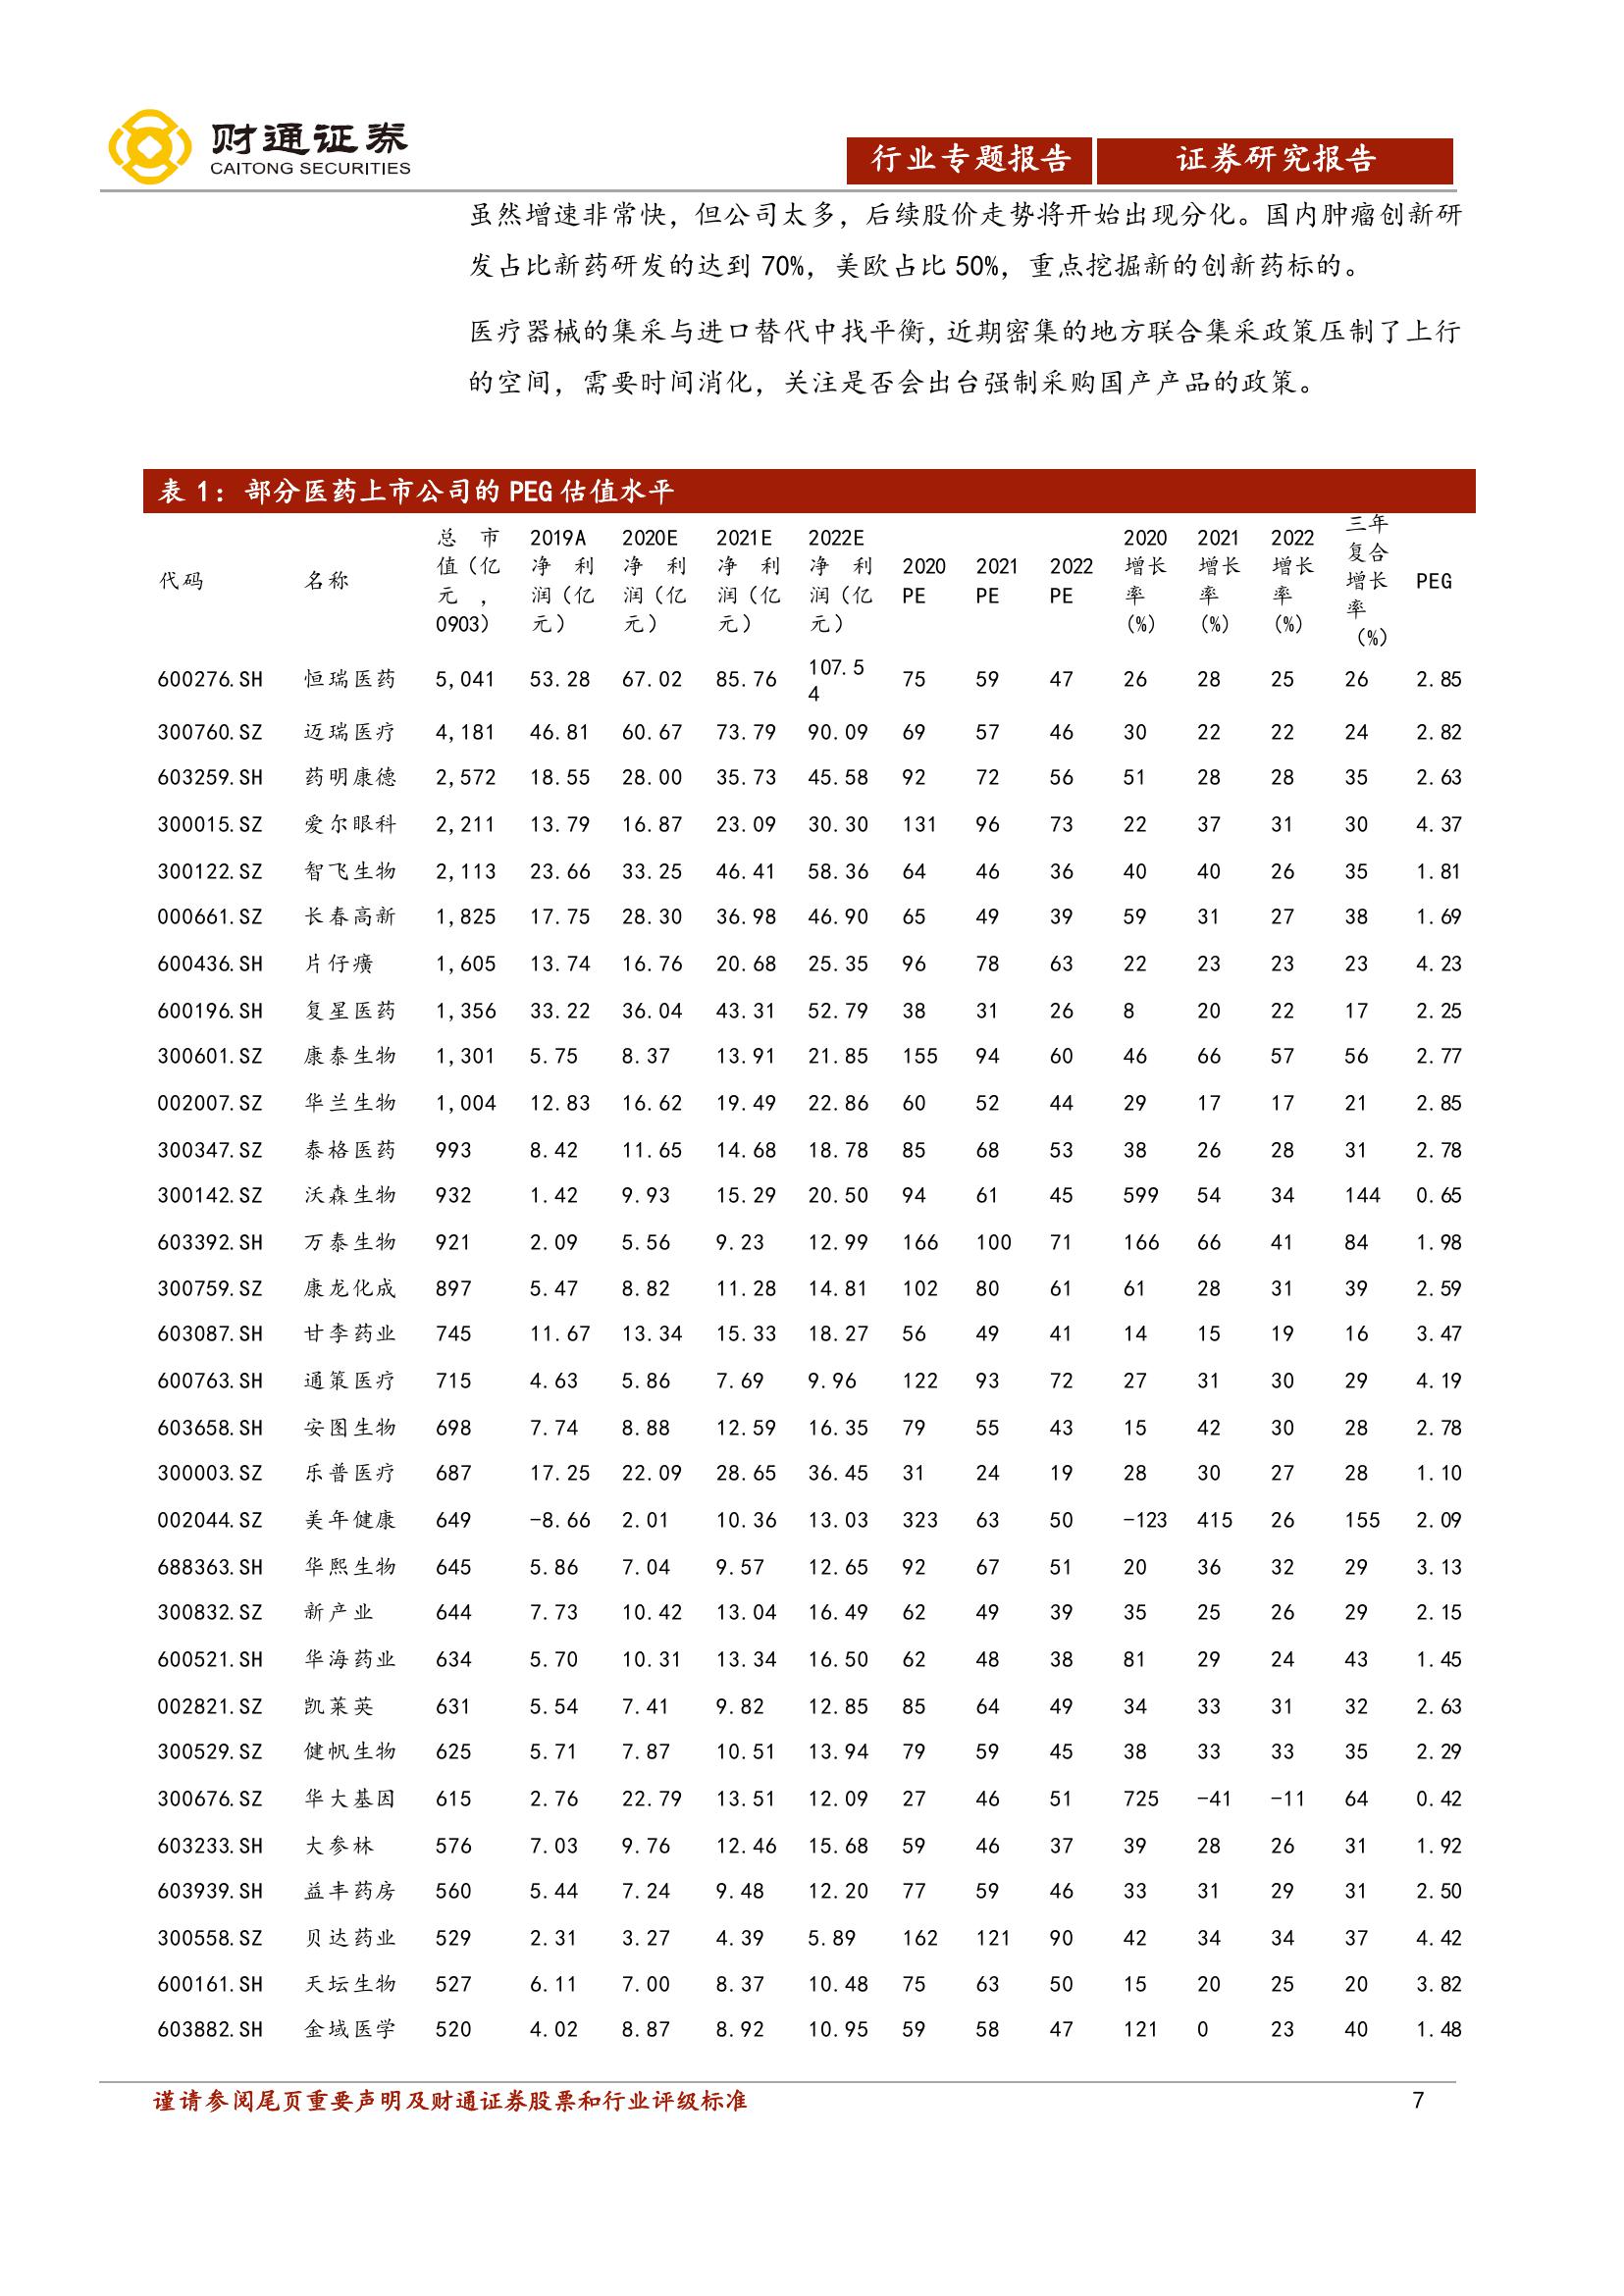 财通证券
CAITONG SECURITIES
行业专题报告 证券研究报告
虽然增速非常快，但公司太多，后续股价走势将开始出现分化。国内肿瘤创新研
发占比新药研发的达到 70%，美欧占比 50%，重点挖掘新的创新药标的。
医疗器械的集采与进口替代中找平衡，近期密集的地方联合集采政策压制了上行
的空间，需要时间消化，关注是否会出台强制采购国产产品的政策。
表 1：部分医药上市公司的 PEG 估值水平
代码 名称 总市值（亿元，0903） 2019A净利润（亿元） 2020E净利润（亿元） 2021E净利润（亿元） 2022E净利润（亿元） 2020PE 2021PE 2022PE 2020增长率（%） 2021增长率（%） 2022增长率（%） 三年复合增长率（%） PEG
600276.SH 恒瑞医药 5,041 53.28 67.02 85.76 107.54 75 59 47 26 28 25 26 2.85
300760.SZ 迈瑞医疗 4,181 46.81 60.67 73.79 90.09 69 57 46 30 22 22 24 2.82
603259.SH 药明康德 2,572 18.55 28.00 35.73 45.58 92 72 56 51 28 28 35 2.63
300015.SZ 爱尔眼科 2,211 13.79 16.87 23.09 30.30 131 96 73 22 37 31 30 4.37
300122.SZ 智飞生物 2,113 23.66 33.25 46.41 58.36 64 46 36 40 40 26 35 1.81
000661.SZ 长春高新 1,825 17.75 28.30 36.98 46.90 65 49 39 59 31 27 38 1.69
600436.SH 片仔癀 1,605 13.74 16.76 20.68 25.35 96 78 63 22 23 23 23 4.23
600196.SH 复星医药 1,356 33.22 36.04 43.31 52.79 38 31 26 8 20 22 17 2.25
300601.SZ 康泰生物 1,301 5.75 8.37 13.91 21.85 155 94 60 46 66 57 56 2.77
002007.SZ 华兰生物 1,004 12.83 16.62 19.49 22.86 60 52 44 29 17 17 21 2.85
300347.SZ 泰格医药 993 8.42 11.65 14.68 18.78 85 68 53 38 26 28 31 2.78
300142.SZ 沃森生物 932 1.42 9.93 15.29 20.50 94 61 45 599 54 34 144 0.65
603392.SH 万泰生物 921 2.09 5.56 9.23 12.99 166 100 71 166 66 41 84 1.98
300759.SZ 康龙化成 897 5.47 8.82 11.28 14.81 102 80 61 61 28 31 39 2.59
603087.SH 甘李药业 745 11.67 13.34 15.33 18.27 56 49 41 14 15 19 16 3.47
600763.SH 通策医疗 715 4.63 5.86 7.69 9.96 122 93 72 27 31 30 29 4.19
603658.SH 安图生物 698 7.74 8.88 12.59 16.35 79 55 43 15 42 30 28 2.78
300003.SZ 乐普医疗 687 17.25 22.09 28.65 36.45 31 24 19 28 30 27 28 1.10
002044.SZ 美年健康 649 -8.66 2.01 10.36 13.03 323 63 50 -123 415 26 155 2.09
688363.SH 华熙生物 645 5.86 7.04 9.57 12.65 92 67 51 20 36 32 29 3.13
300832.SZ 新产业 644 7.73 10.42 13.04 16.49 62 49 39 35 25 26 29 2.15
600521.SH 华海药业 634 5.70 10.31 13.34 16.50 62 48 38 81 29 24 43 1.45
002821.SZ 凯莱英 631 5.54 7.41 9.82 12.85 85 64 49 34 33 31 32 2.63
300529.SZ 健帆生物 625 5.71 7.87 10.51 13.94 79 59 45 38 33 33 35 2.29
300676.SZ 华大基因 615 2.76 22.79 13.51 12.09 27 46 51 725 -41 -11 64 0.42
603233.SH 大参林 576 7.03 9.76 12.46 15.68 59 46 37 39 28 26 31 1.92
603939.SH 益丰药房 560 5.44 7.24 9.48 12.20 77 59 46 33 31 29 31 2.50
300558.SZ 贝达药业 529 2.31 3.27 4.39 5.89 162 121 90 42 34 34 37 4.42
600161.SH 天坛生物 527 6.11 7.00 8.37 10.48 75 63 50 15 20 25 20 3.82
603882.SH 金域医学 520 4.02 8.87 8.92 10.95 59 58 47 121 0 23 40 1.48
谨请参阅尾页重要声明及财通证券股票和行业评级标准 7